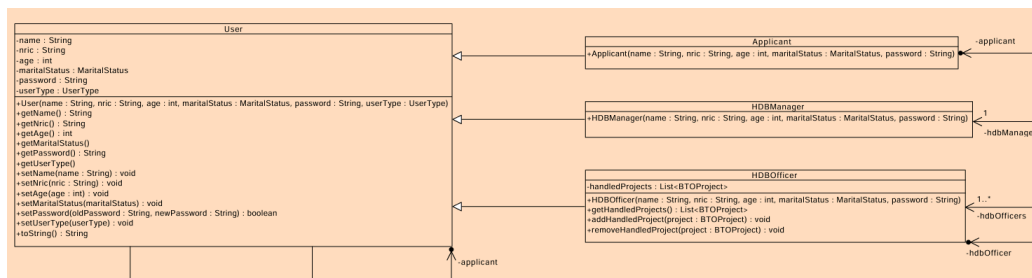 User
-name : String
-nric : String
-age : int
-maritalStatus : MaritalStatus
-password : String
-userType : UserType
+User(name : String, nric : String, age : int, maritalStatus : MaritalStatus, password : String, userType : UserType)
+getName() : String
+getNric() : String
+getAge() : int
+getMaritalStatus()
+getPassword() : String
+getUserType()
+setName(name : String) : void
+setNric(nric : String) : void
+setAge(age : int) : void
+setMaritalStatus(maritalStatus) : void
+setPassword(oldPassword : String, newPassword : String) : boolean
+setUserType(userType) : void
+toString() : String
-applicant
Applicant
+Applicant(name : String, nric : String, age : int, maritalStatus : MaritalStatus, password : String)
-applicant
HDBManager
+HDBManager(name : String, nric : String, age : int, maritalStatus : MaritalStatus, password : String)
1
-hdbManage
HDBOfficer
-handledProjects : List<BTOProject>
+HDBOfficer(name : String, nric : String, age : int, maritalStatus : MaritalStatus, password : String)
+getHandledProjects() : List<BTOProject>
+addHandledProject(project : BTOProject) : void
+removeHandledProject(project : BTOProject) : void
1..*
-hdbOfficers
-hdbOfficer